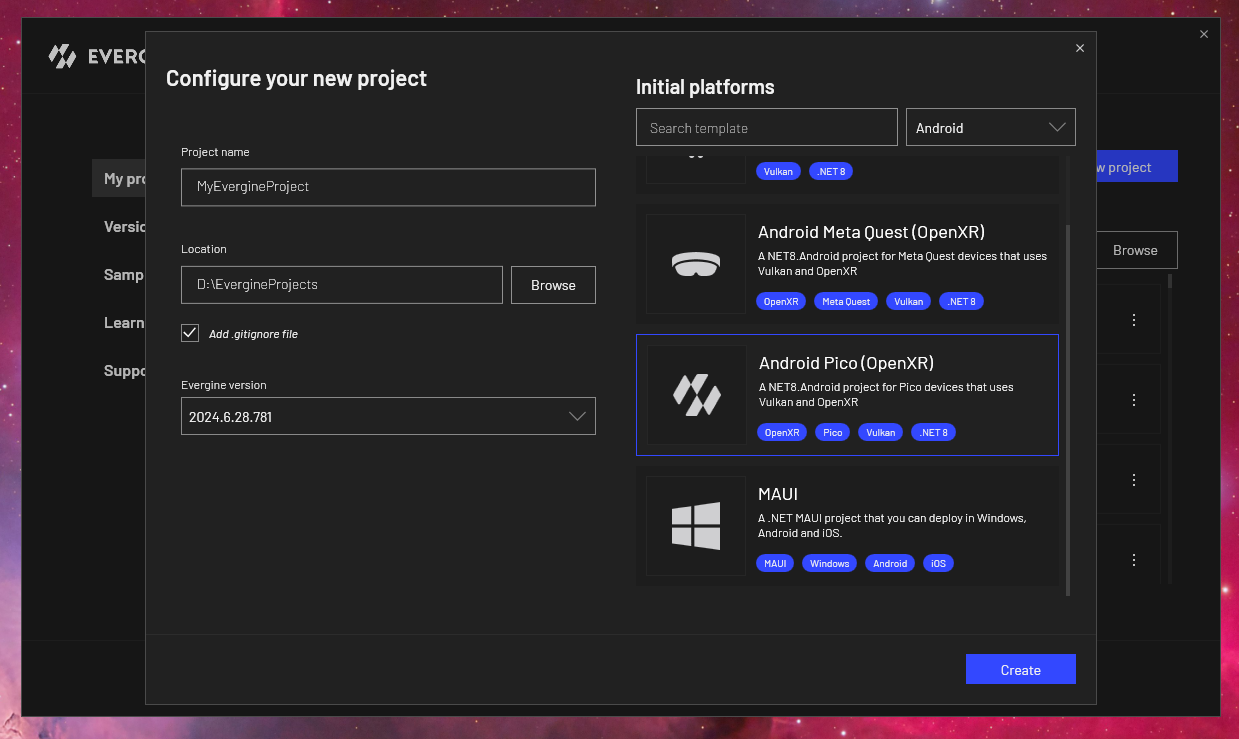 EVERG
Configure your new project
Project name
MyEvergineProject
Location
D:\EvergineProjects
Browse
Add .gitignore file
Evergine version
2024.6.28.781
Initial platforms
Search template
Android
Vulkan .NET 8
Android Meta Quest (OpenXR)
A NET8.Android project for Meta Quest devices that uses
Vulkan and OpenXR
OpenXR Meta Quest Vulkan .NET 8
Android Pico (OpenXR)
A NET8.Android project for Pico devices that uses
Vulkan and OpenXR
OpenXR Pico Vulkan .NET 8
MAUI
A .NET MAUI project that you can deploy in Windows,
Android and iOS.
MAUI Windows Android iOS
Create
My pro
Versio
Samp
Learn
Suppo
w project
Browse